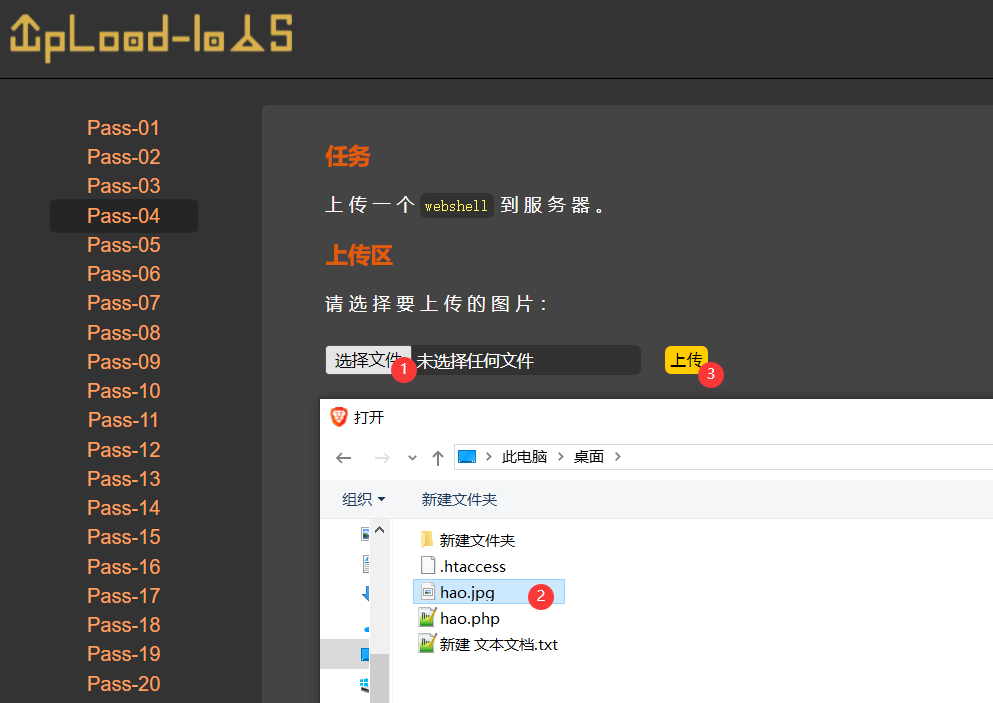 UpLoad-labS
Pass-01
Pass-02
Pass-03
Pass-04
Pass-05
Pass-06
Pass-07
Pass-08
Pass-09
Pass-10
Pass-11
Pass-12
Pass-13
Pass-14
Pass-15
Pass-16
Pass-17
Pass-18
Pass-19
Pass-20
任务
上传一个 webshell 到服务器。
上传区
请选择要上传的图片：
选择文件 1 未选择任何文件 上传 3
打开
此电脑 桌面
组织 新建文件夹
新建文件夹
.htaccess
hao.jpg 2
hao.php
新建 文本文档.txt